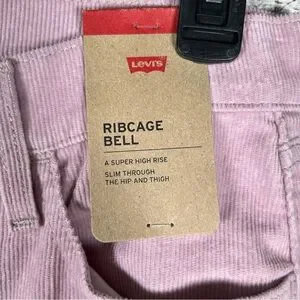 Levi's
RIBCAGE
BELL
A SUPER HIGH RISE
SLIM THROUGH
THE HIP AND THIGH